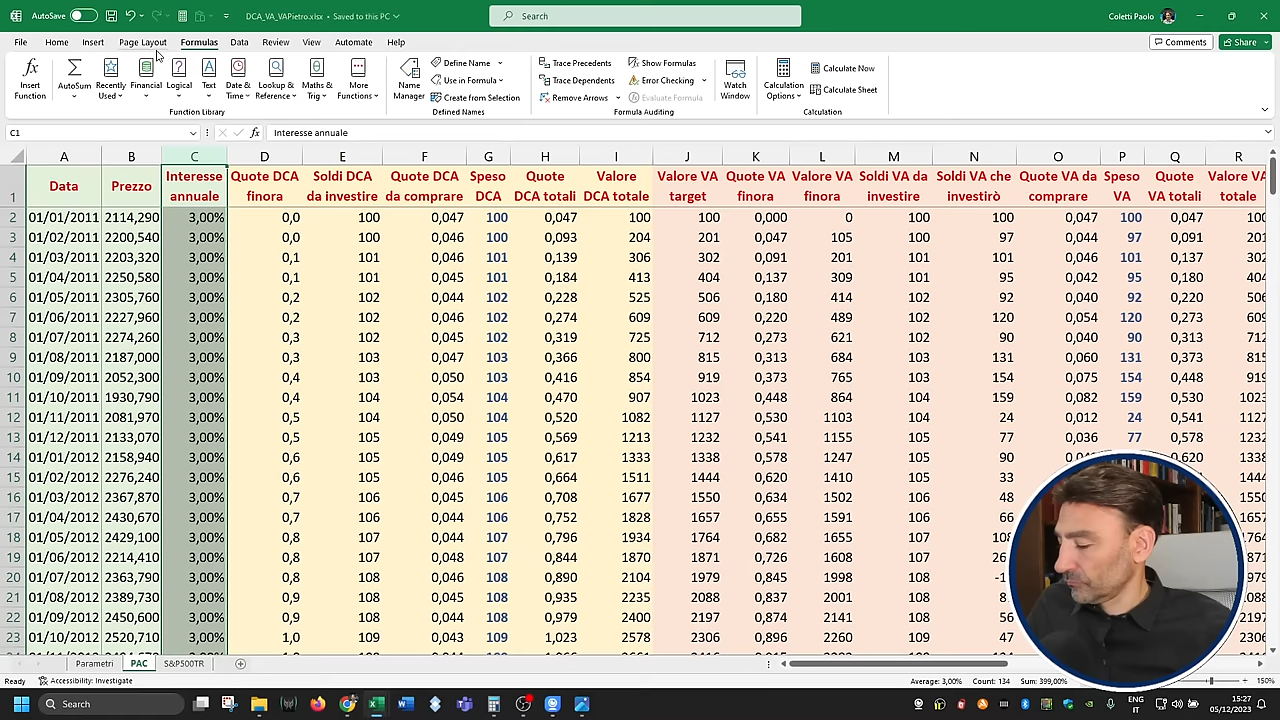 AutoSave Off DCA_VA_VAPietro.xlsx • Saved to this PC Search Coletti Paolo
File Home Insert Page Layout Formulas Data Review View Automate Help Comments Share
Insert Function
AutoSum
Recently Used
Financial
Logical
Text
Date & Time
Lookup & Reference
Maths & Trig
More Functions
Function Library
Name Manager
Define Name
Use in Formula
Create from Selection
Defined Names
Trace Precedents
Trace Dependents
Remove Arrows
Show Formulas
Error Checking
Evaluate Formula
Formula Auditing
Watch Window
Calculation Options
Calculate Now
Calculate Sheet
Calculation
C1 fx Interesse annuale
A B C D E F G H I J K L M N O P Q R
1 Data Prezzo Interesse annuale Quote DCA finora Soldi DCA da investire Quote DCA da comprare Speso DCA Quote DCA totali Valore DCA totale Valore VA target Quote VA finora Valore VA finora Soldi VA da investire Soldi VA che investirò Quote VA da comprare Speso VA Quote VA totali Valore VA totale
2 01/01/2011 2114,290 3,00% 0,0 100 0,047 100 0,047 100 100 0,000 0 100 100 0,047 100 0,047 100
3 01/02/2011 2200,540 3,00% 0,0 100 0,046 100 0,093 204 201 0,047 105 100 97 0,044 97 0,091 201
4 01/03/2011 2203,320 3,00% 0,1 101 0,046 101 0,139 306 302 0,091 201 101 101 0,046 101 0,137 302
5 01/04/2011 2250,580 3,00% 0,1 101 0,045 101 0,184 413 404 0,137 309 101 95 0,042 95 0,180 404
6 01/05/2011 2305,760 3,00% 0,2 102 0,044 102 0,228 525 506 0,180 414 102 92 0,040 92 0,220 506
7 01/06/2011 2227,960 3,00% 0,2 102 0,046 102 0,274 609 609 0,220 489 102 120 0,054 120 0,273 609
8 01/07/2011 2274,260 3,00% 0,3 102 0,045 102 0,319 725 712 0,273 621 102 90 0,040 90 0,313 712
9 01/08/2011 2187,000 3,00% 0,3 103 0,047 103 0,366 800 815 0,313 684 103 131 0,060 131 0,373 815
10 01/09/2011 2052,300 3,00% 0,4 103 0,050 103 0,416 854 919 0,373 765 103 154 0,075 154 0,448 919
11 01/10/2011 1930,790 3,00% 0,4 104 0,054 104 0,470 907 1023 0,448 864 104 159 0,082 159 0,530 1023
12 01/11/2011 2081,970 3,00% 0,5 104 0,050 104 0,520 1082 1127 0,530 1103 104 24 0,012 24 0,541 1127
13 01/12/2011 2133,070 3,00% 0,5 105 0,049 105 0,569 1213 1232 0,541 1155 105 77 0,036 77 0,578 1232
14 01/01/2012 2158,940 3,00% 0,6 105 0,049 105 0,617 1333 1338 0,578 1247 105 90 0,620 1338
15 01/02/2012 2276,240 3,00% 0,6 105 0,046 105 0,664 1511 1444 0,620 1410 105 33 1444
16 01/03/2012 2367,870 3,00% 0,7 106 0,045 106 0,708 1677 1550 0,634 1502 106 48 1550
17 01/04/2012 2430,670 3,00% 0,7 106 0,044 106 0,752 1828 1657 0,655 1591 106 66
18 01/05/2012 2429,100 3,00% 0,8 107 0,044 107 0,796 1934 1764 0,682 1655 107 108
19 01/06/2012 2214,410 3,00% 0,8 107 0,048 107 0,844 1870 1871 0,726 1608 107
20 01/07/2012 2363,790 3,00% 0,8 108 0,046 108 0,890 2104 1979 0,845 1998 108
21 01/08/2012 2389,730 3,00% 0,9 108 0,045 108 0,935 2235 2088 0,837 2001 108
22 01/09/2012 2450,600 3,00% 0,9 109 0,044 109 0,979 2400 2197 0,874 2141 109 56
23 01/10/2012 2520,710 3,00% 1,0 109 0,043 109 1,023 2578 2306 0,896 2260 109 47
Parametri PAC S&P500TR
Ready Accessibility: Investigate Average: 3,00% Count: 134 Sum: 399,00% 150%
Search ENG IT 15:27 05/12/2023